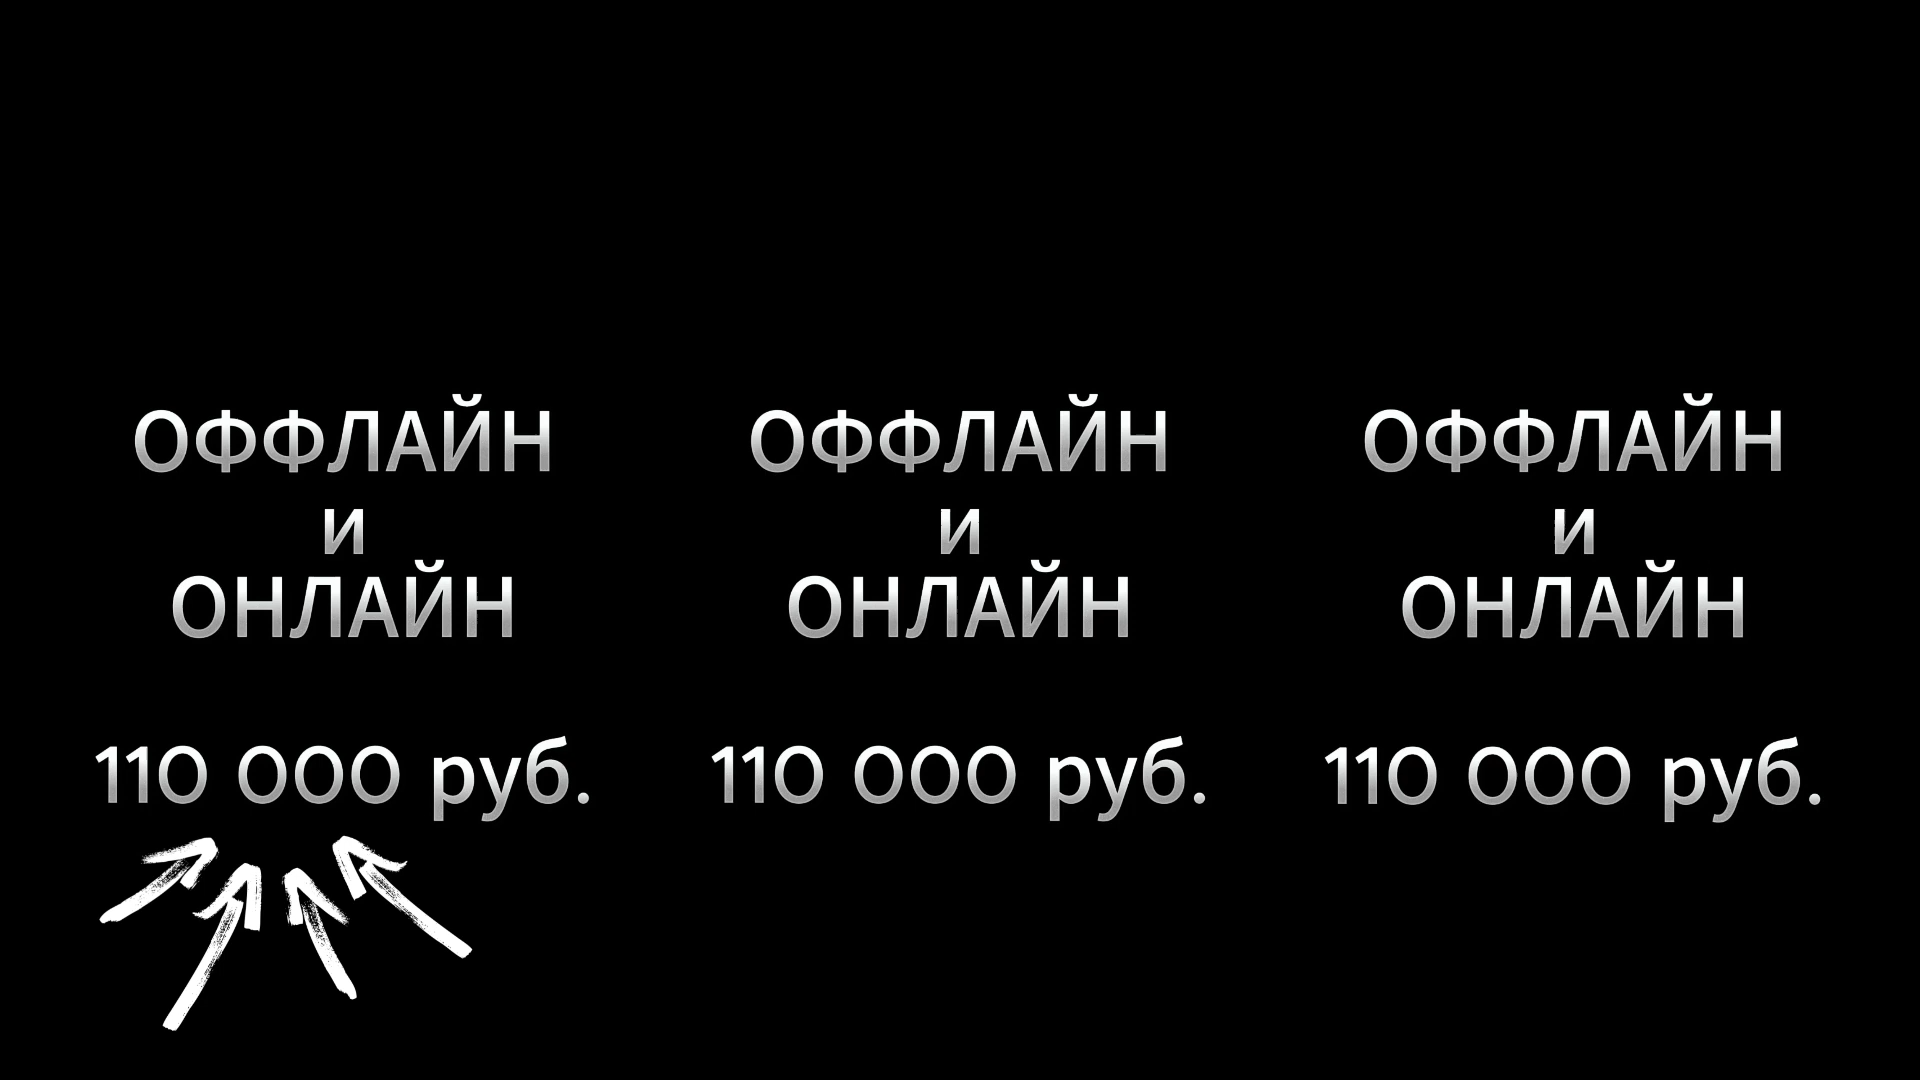 ОФФЛАЙН
и
ОНЛАЙН
110 000 руб.
ОФФЛАЙН
и
ОНЛАЙН
110 000 руб.
ОФФЛАЙН
и
ОНЛАЙН
110 000 руб.